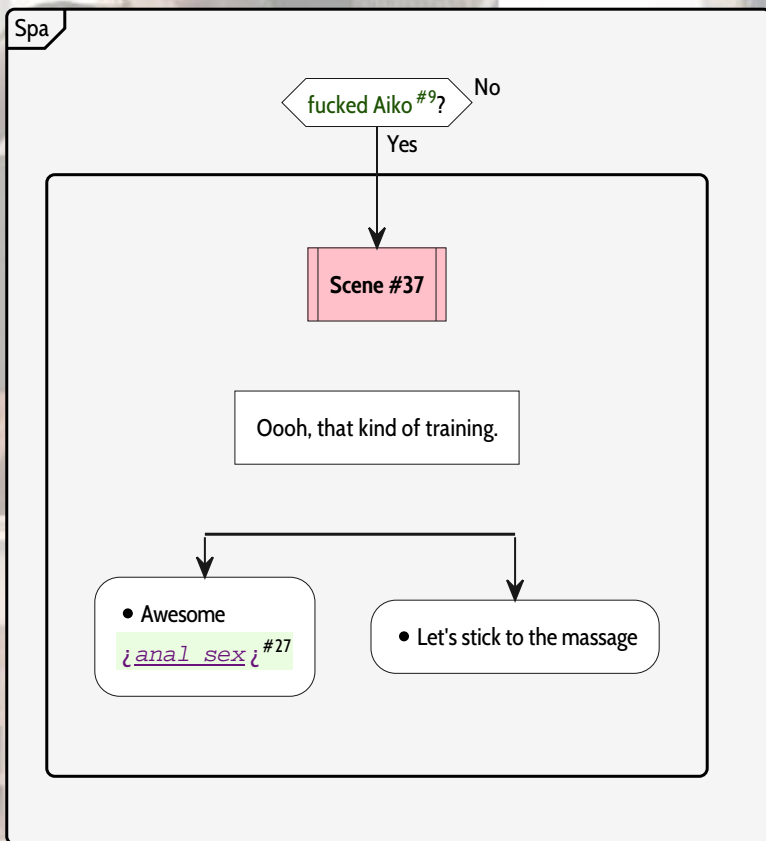 Spa
fucked Aiko #9?
No
Yes
Scene #37
Oooh, that kind of training.
● Awesome
¿anal sex¿ #27
● Let's stick to the massage